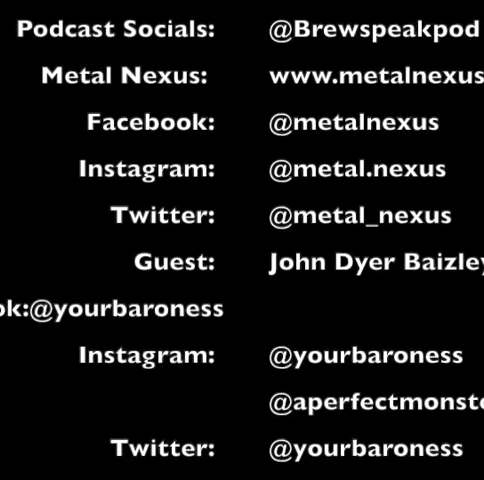 Podcast Socials: @Brewspeakpod
Metal Nexus: www.metalnexus
Facebook: @metalnexus
Instagram: @metal.nexus
Twitter: @metal_nexus
Guest: John Dyer Baizley
ok:@yourbaroness
Instagram: @yourbaroness
@aperfectmonste
Twitter: @yourbaroness